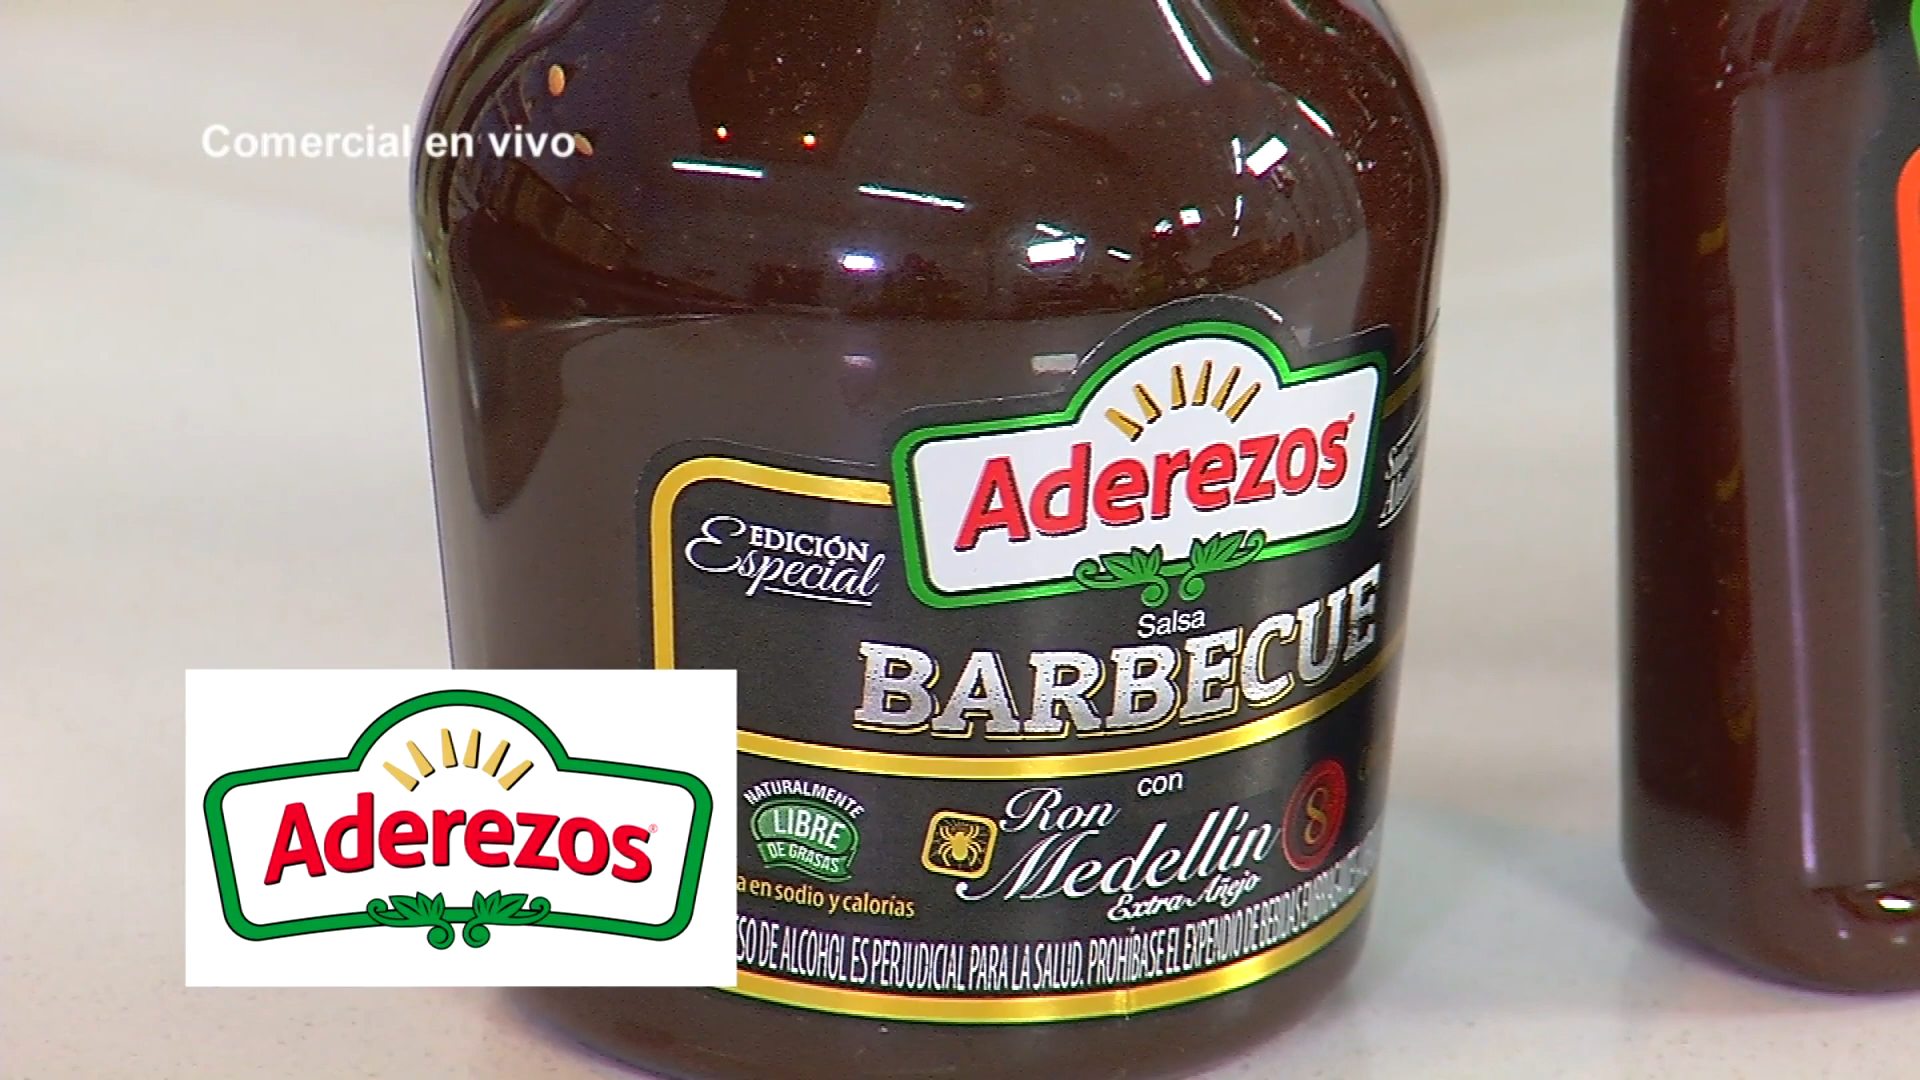 Comercial en vivo
Aderezos
EDICIÓN
Especial
Salsa
BARBECUE
con
NATURALMENTE
LIBRE
DE GRASAS
Ron
Medellín
Extra Añejo
8
a en sodio y calorías
SO DE ALCOHOL ES PERJUDICIAL PARA LA SALUD. PROHÍBASE EL EXPENDIO DE BEBIDAS
Aderezos